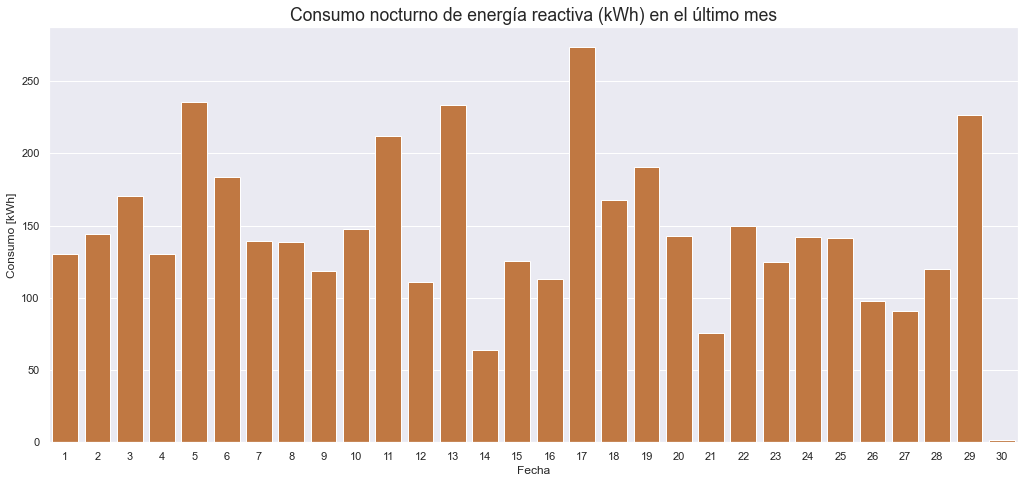 Consumo nocturno de energía reactiva (kWh) en el último mes
Consumo [kWh]
250
200
150
100
50
0
1 2 3 4 5 6 7 8 9 10 11 12 13 14 15 16 17 18 19 20 21 22 23 24 25 26 27 28 29 30
Fecha